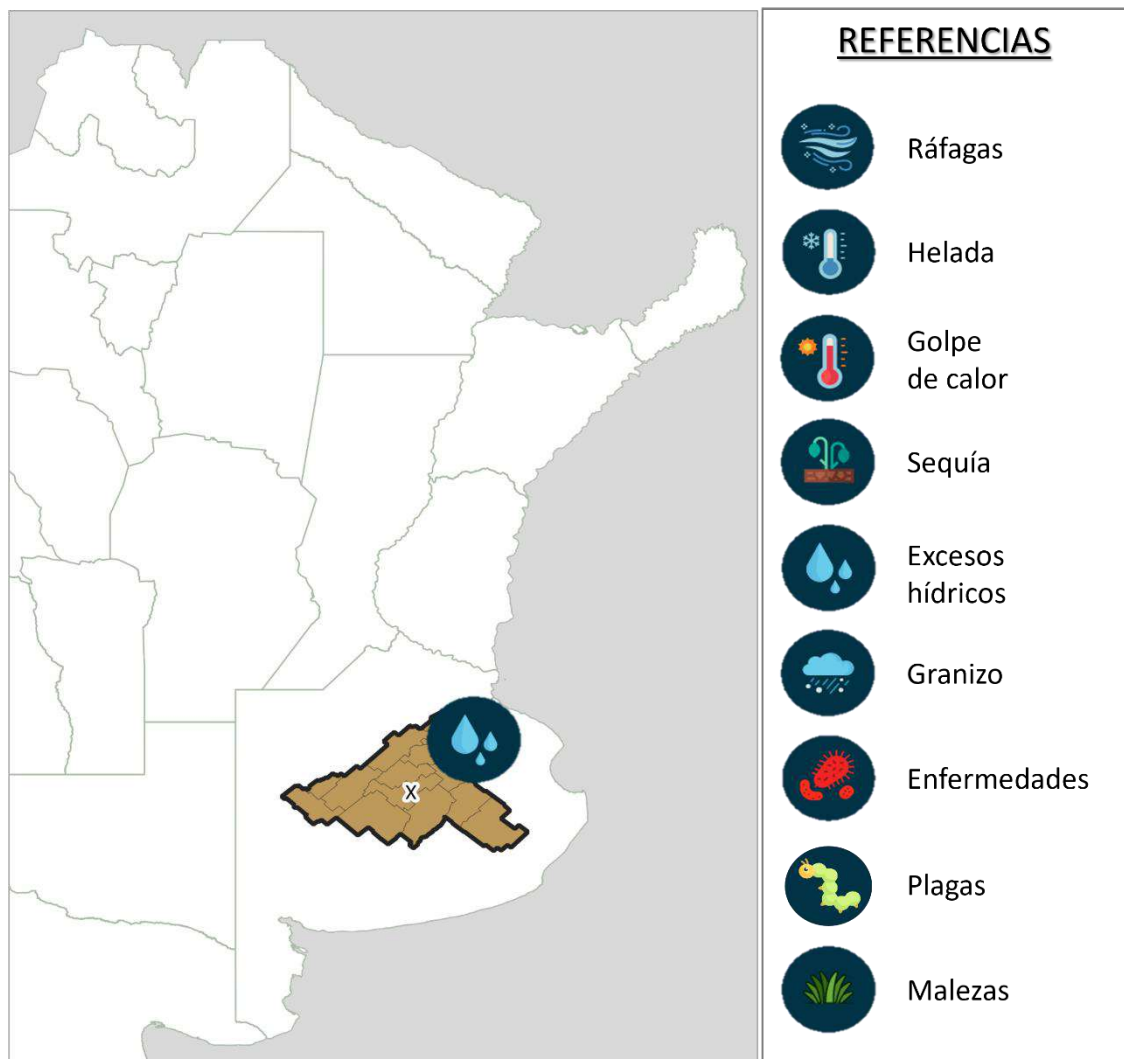 REFERENCIAS
Ráfagas
Helada
Golpe
de calor
Sequía
Excesos
hídricos
Granizo
Enfermedades
Plagas
Malezas
X